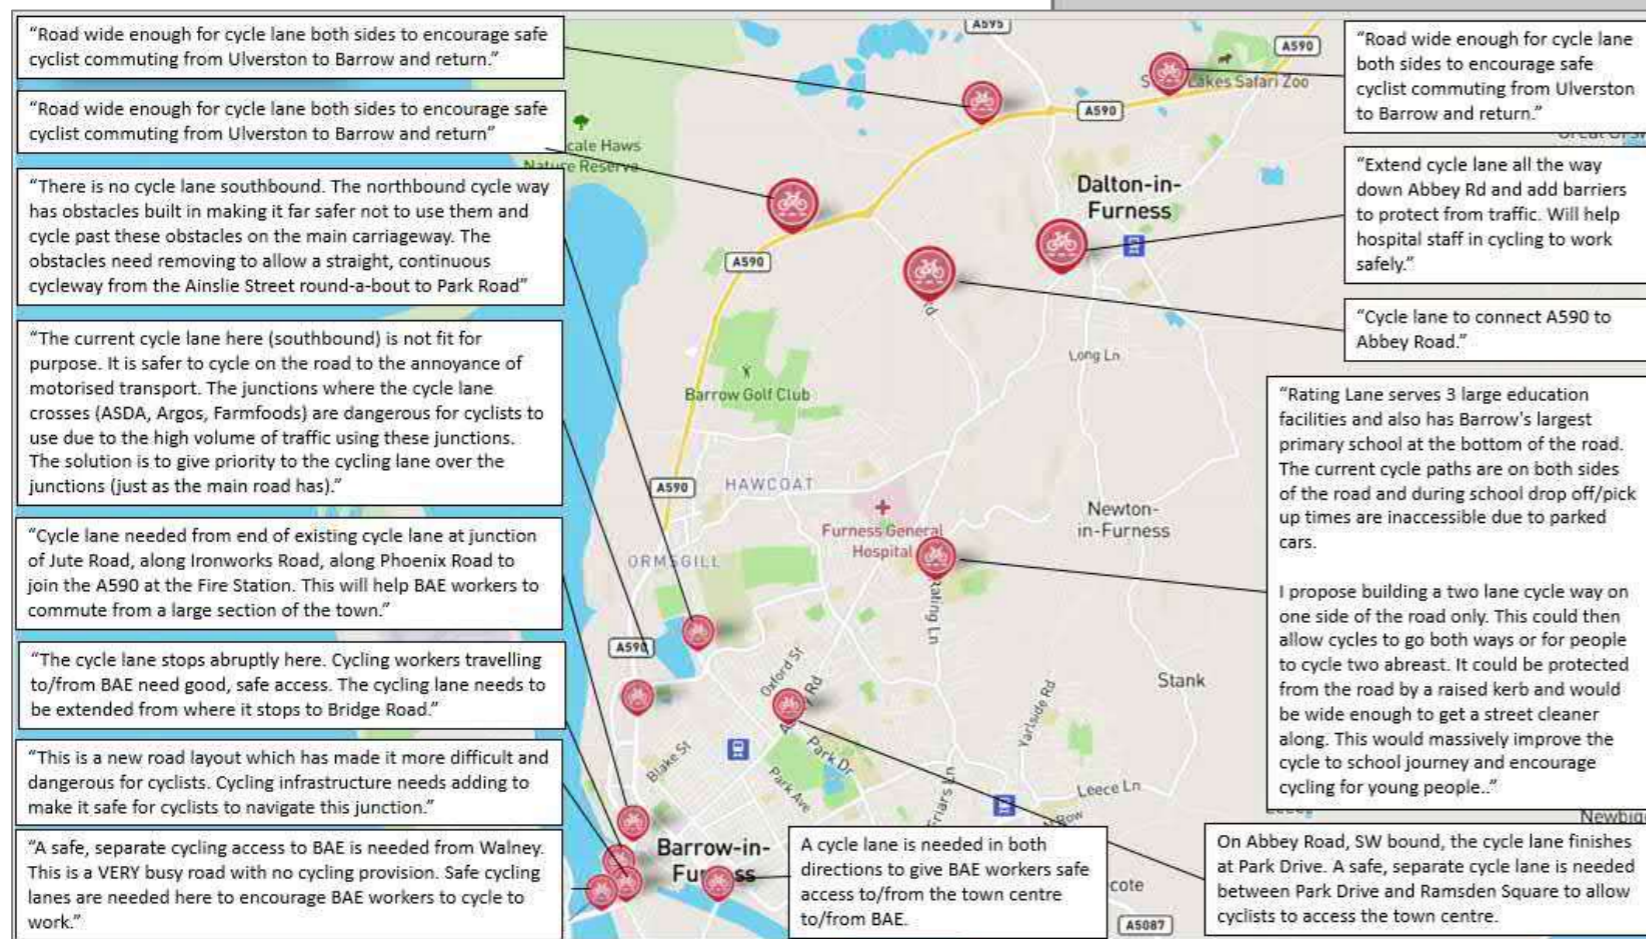 “Road wide enough for cycle lane both sides to encourage safe
cyclist commuting from Ulverston to Barrow and return.”
“Road wide enough for cycle lane both sides to encourage safe
cyclist commuting from Ulverston to Barrow and return”
“There is no cycle lane southbound. The northbound cycle way
has obstacles built in making it far safer not to use them and
cycle past these obstacles on the main carriageway. The
obstacles need removing to allow a straight, continuous
cycleway from the Ainslie Street round-a-bout to Park Road”
“The current cycle lane here (southbound) is not fit for
purpose. It is safer to cycle on the road to the annoyance of
motorised transport. The junctions where the cycle lane
crosses (ASDA, Argos, Farmfoods) are dangerous for cyclists to
use due to the high volume of traffic using these junctions.
The solution is to give priority to the cycling lane over the
junctions (just as the main road has).”
“Cycle lane needed from end of existing cycle lane at junction
of Jute Road, along Ironworks Road, along Phoenix Road to
join the A590 at the Fire Station. This will help BAE workers to
commute from a large section of the town.”
“The cycle lane stops abruptly here. Cycling workers travelling
to/from BAE need good, safe access. The cycling lane needs to
be extended from where it stops to Bridge Road.”
“This is a new road layout which has made it more difficult and
dangerous for cyclists. Cycling infrastructure needs adding to
make it safe for cyclists to navigate this junction.”
“A safe, separate cycling access to BAE is needed from Walney.
This is a VERY busy road with no cycling provision. Safe cycling
lanes are needed here to encourage BAE workers to cycle to
work.”
A595
A590
Lakes Safari Zoo
A590
cale Haws
Nature Reserve
Dalton-in-
Furness
A590
Rd
Long Ln
Barrow Golf Club
A590
HAWCOAT
Furness General
Hospital
Newton-
in-Furness
ORMSGILL
Rating Ln
A590
Oxford St
Rd
Stank
Yarlside Rd
Blake St
Park Dr
Park Ave
Friars Ln
Leece Ln
Row
Barrow-in-
cote
A5087
“Road wide enough for cycle lane
both sides to encourage safe
cyclist commuting from Ulverston
to Barrow and return.”
“Extend cycle lane all the way
down Abbey Rd and add barriers
to protect from traffic. Will help
hospital staff in cycling to work
safely.”
“Cycle lane to connect A590 to
Abbey Road.”
“Rating Lane serves 3 large education
facilities and also has Barrow's largest
primary school at the bottom of the road.
The current cycle paths are on both sides
of the road and during school drop off/pick
up times are inaccessible due to parked
cars.
I propose building a two lane cycle way on
one side of the road only. This could then
allow cycles to go both ways or for people
to cycle two abreast. It could be protected
from the road by a raised kerb and would
be wide enough to get a street cleaner
along. This would massively improve the
cycle to school journey and encourage
cycling for young people..”
A cycle lane is needed in both
directions to give BAE workers safe
access to/from the town centre
to/from BAE.
On Abbey Road, SW bound, the cycle lane finishes
at Park Drive. A safe, separate cycle lane is needed
between Park Drive and Ramsden Square to allow
cyclists to access the town centre.